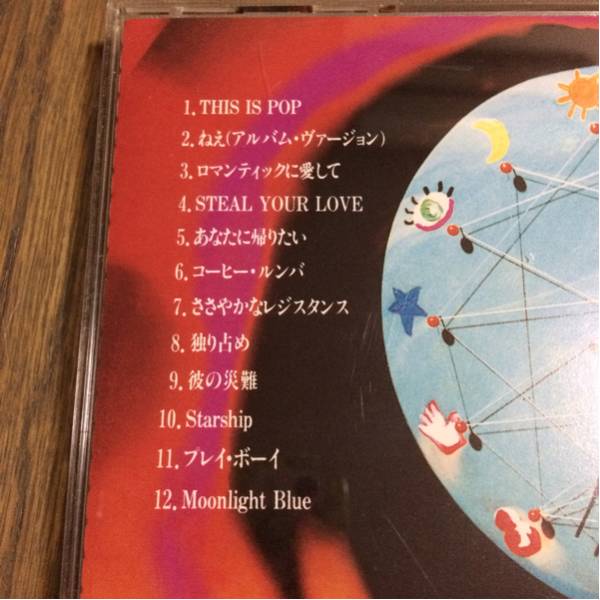 1. THIS IS POP
2. ねえ(アルバム・ヴァージョン)
3. ロマンティックに愛して
4. STEAL YOUR LOVE
5. あなたに帰りたい
6. コーヒー・ルンバ
7. ささやかなレジスタンス
8. 独り占め
9. 彼の災難
10. Starship
11. プレイ・ボーイ
12. Moonlight Blue